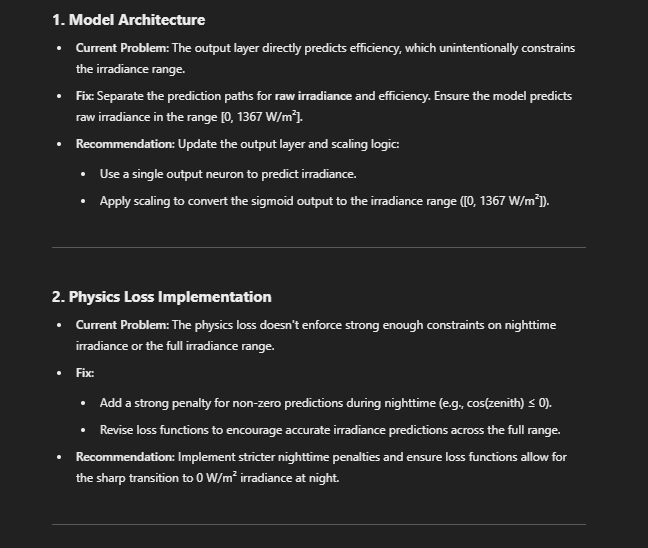 1. Model Architecture
• Current Problem: The output layer directly predicts efficiency, which unintentionally constrains
the irradiance range.
• Fix: Separate the prediction paths for raw irradiance and efficiency. Ensure the model predicts
raw irradiance in the range [0, 1367 W/m²].
• Recommendation: Update the output layer and scaling logic:
• Use a single output neuron to predict irradiance.
• Apply scaling to convert the sigmoid output to the irradiance range ([0, 1367 W/m²]).
2. Physics Loss Implementation
• Current Problem: The physics loss doesn't enforce strong enough constraints on nighttime
irradiance or the full irradiance range.
• Fix:
• Add a strong penalty for non-zero predictions during nighttime (e.g., cos(zenith) ≤ 0).
• Revise loss functions to encourage accurate irradiance predictions across the full range.
• Recommendation: Implement stricter nighttime penalties and ensure loss functions allow for
the sharp transition to 0 W/m² irradiance at night.